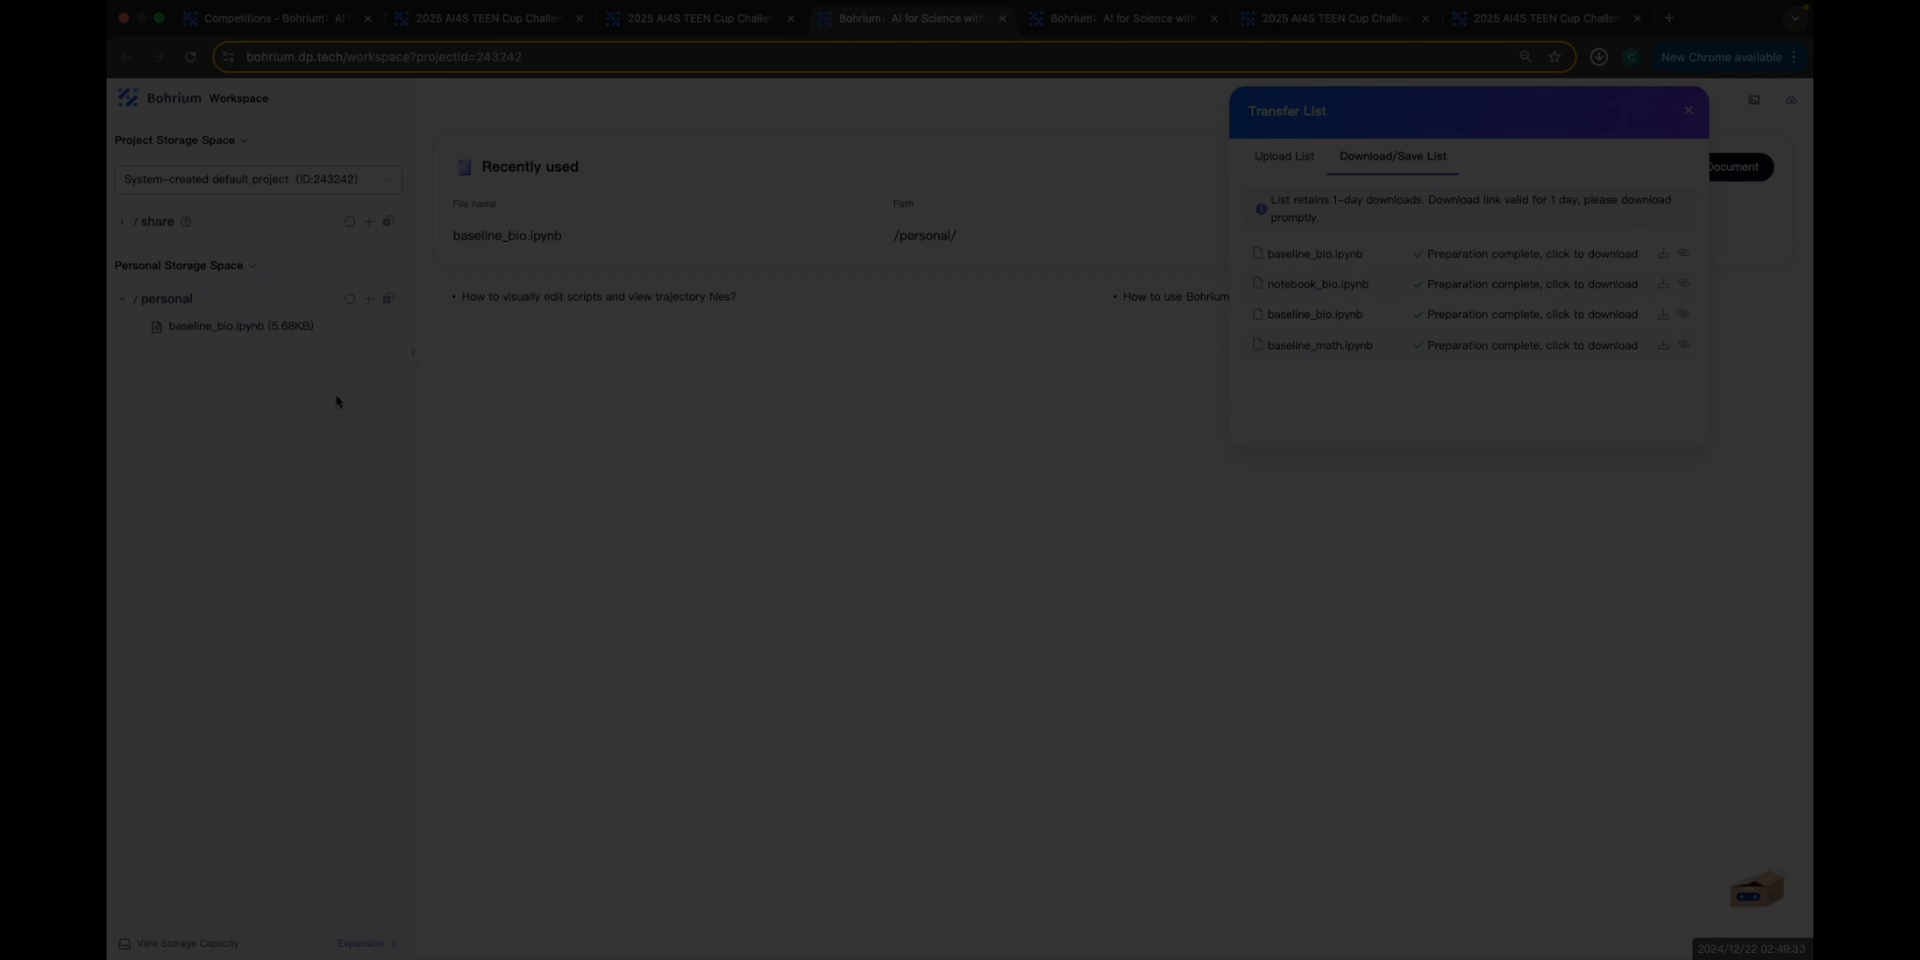 Competitions - Bohrium: AI f
2025 AI4S TEEN Cup Challen
2025 AI4S TEEN Cup Challen
Bohrium: AI for Science with
Bohrium: AI for Science with
2025 AI4S TEEN Cup Challen
2025 AI4S TEEN Cup Challen
bohrium.dp.tech/workspace?projectId=243242
C
New Chrome available
Bohrium Workspace
Project Storage Space
System-created default project (ID:243242)
/ share
Personal Storage Space
/ personal
baseline_bio.ipynb (5.68KB)
View Storage Capacity
Expansion
Recently used
Document
File name
Path
baseline_bio.ipynb
/personal/
• How to visually edit scripts and view trajectory files?
• How to use Bohrium
Transfer List
Upload List
Download/Save List
List retains 1-day downloads. Download link valid for 1 day, please download
promptly.
baseline_bio.ipynb
Preparation complete, click to download
notebook_bio.ipynb
Preparation complete, click to download
baseline_bio.ipynb
Preparation complete, click to download
baseline_math.ipynb
Preparation complete, click to download
2024/12/22 02:49:33